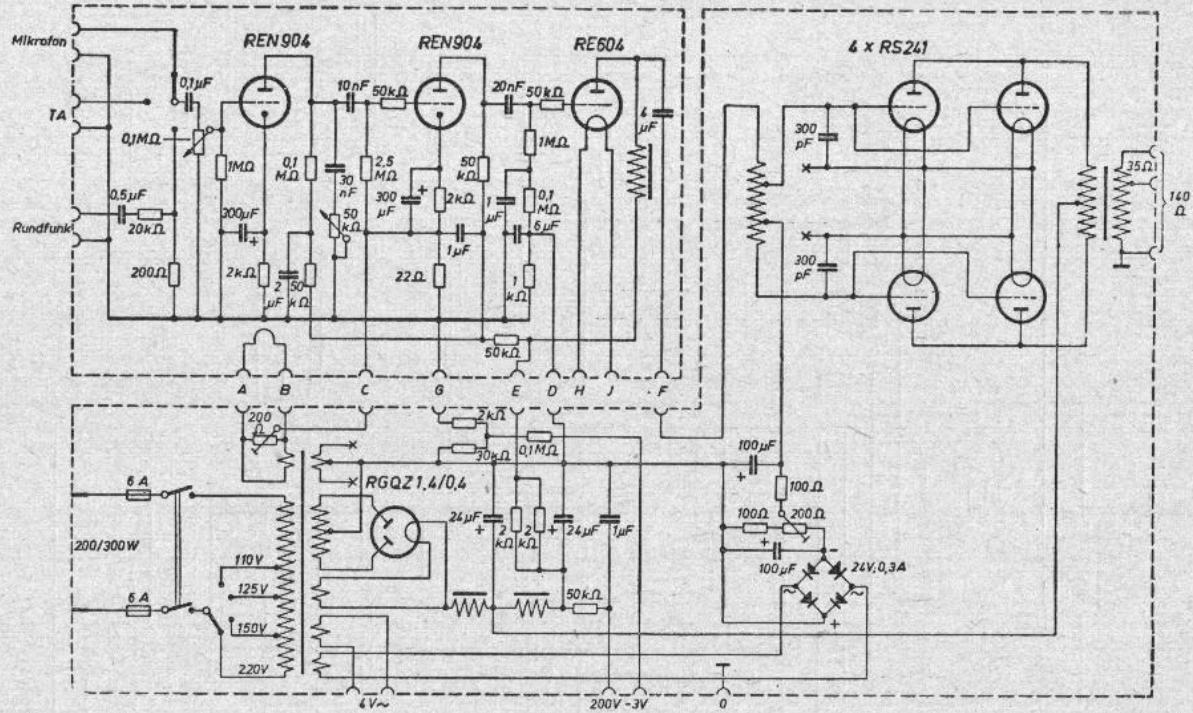 Mikrofon
TA
Rundfunk
0,1µF
0,1MΩ
0,5µF
20kΩ
200Ω
REN904
1MΩ
300µF
2kΩ
2 µF
50 kΩ
0,1 MΩ
30 nF
50 kΩ
10nF
50kΩ
2,5 MΩ
REN904
300 µF
2kΩ
1µF
22Ω
50 kΩ
20nF
50kΩ
1MΩ
1 µF
0,1 MΩ
6µF
1 kΩ
50kΩ
RE604
4 µF
A
B
C
G
E
D
H
J
F
4 x RS241
300 pF
300 pF
35Ω
140 Ω
6A
200/300W
6A
110V
125V
150V
220V
200 Ω
RGQZ1,4/0,4
2kΩ
30kΩ
0,1MΩ
24µF
2 kΩ
2 kΩ
24µF
1µF
50kΩ
100µF
100Ω
100Ω
200Ω
100µF
24V,0,3A
-
+
4V~
200V
-3V
0